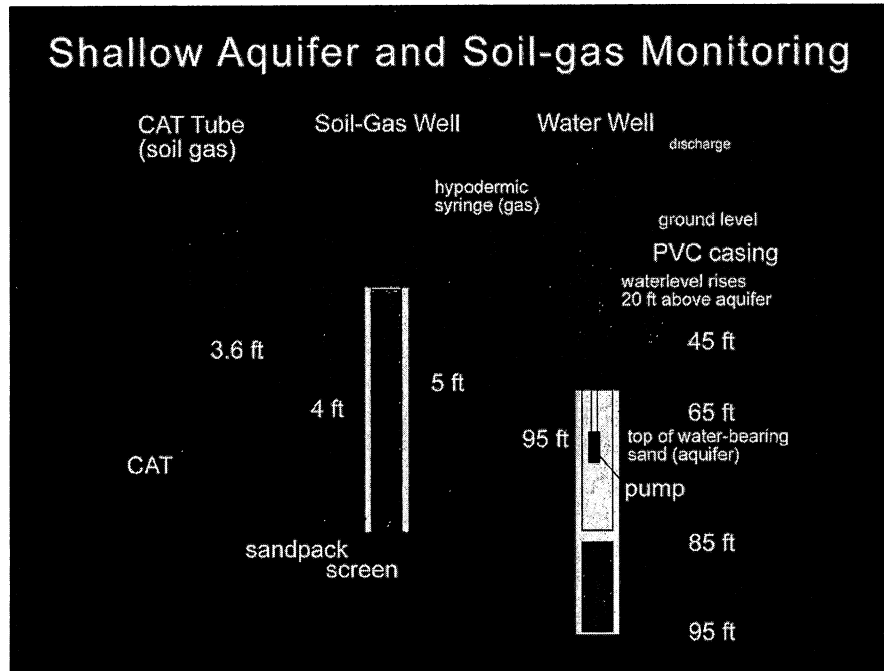 Shallow Aquifer and Soil-gas Monitoring
CAT Tube
(soil gas)
Soil-Gas Well
Water Well
discharge
hypodermic
syringe (gas)
ground level
PVC casing
waterlevel rises
20 ft above aquifer
3.6 ft
45 ft
4 ft
5 ft
65 ft
95 ft
top of water-bearing
sand (aquifer)
CAT
pump
sandpack
screen
85 ft
95 ft